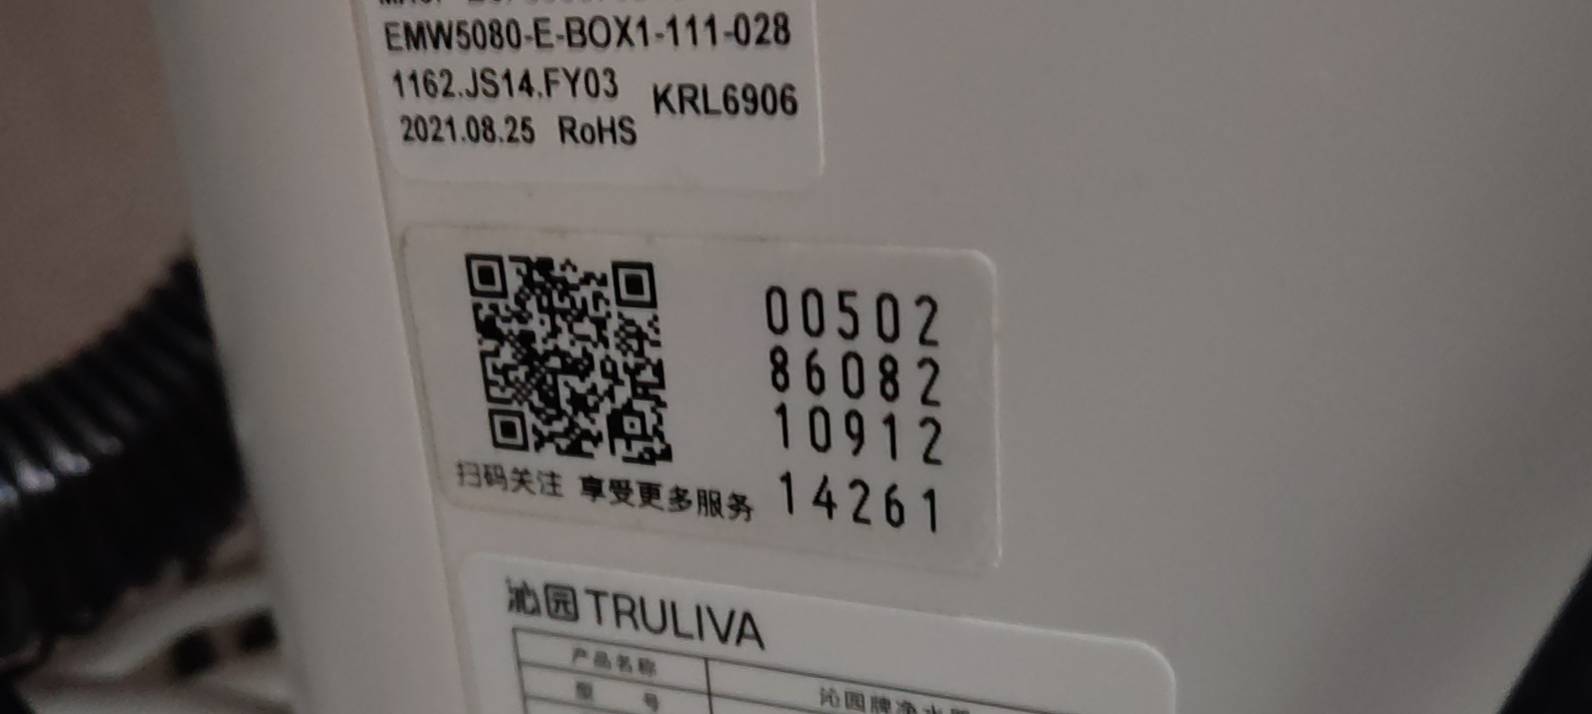 EMW5080-E-BOX1-111-028
1162.JS14.FY03 KRL6906
2021.08.25 RoHS
00502
86082
10912
14261
扫码关注 享受更多服务
沁园TRULIVA
产品名称
沁园牌净水
型 号